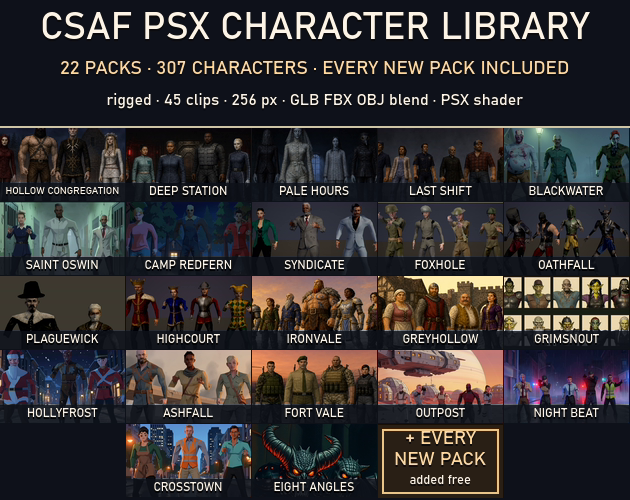 CSAF PSX CHARACTER LIBRARY
22 PACKS · 307 CHARACTERS · EVERY NEW PACK INCLUDED
rigged · 45 clips · 256 px · GLB FBX OBJ blend · PSX shader
HOLLOW CONGREGATION
DEEP STATION
PALE HOURS
LAST SHIFT
BLACKWATER
SAINT OSWIN
CAMP REDFERN
SYNDICATE
FOXHOLE
OATHFALL
PLAGUEWICK
HIGHCOURT
IRONVALE
GREYHOLLOW
GRIMSNOUT
HOLLYFROST
ASHFALL
FORT VALE
OUTPOST
NIGHT BEAT
CROSSTOWN
EIGHT ANGLES
+ EVERY
NEW PACK
added free